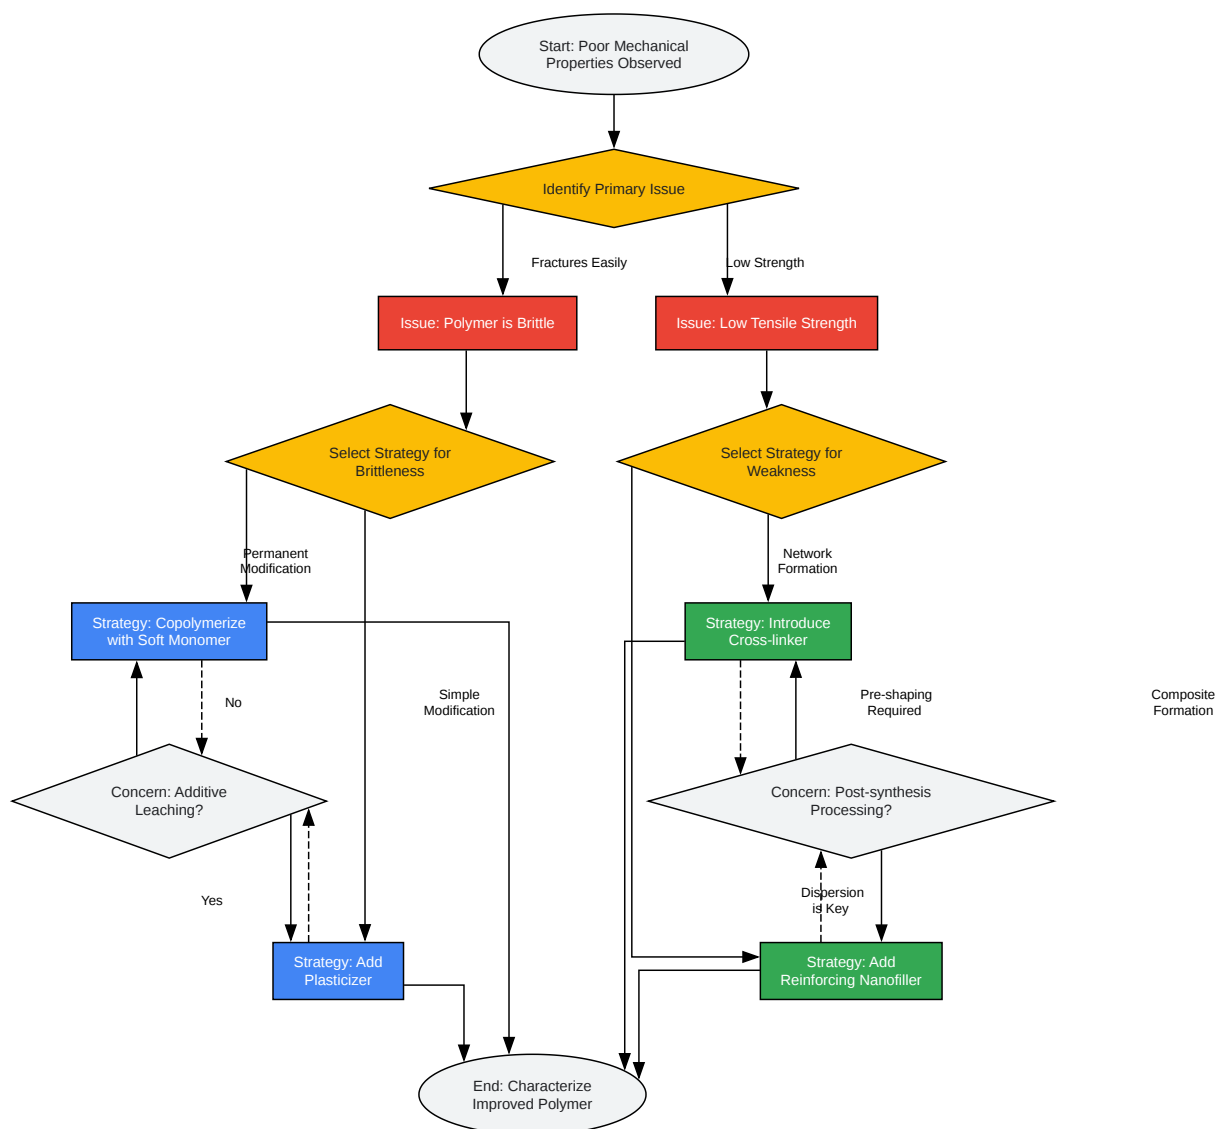 Start: Poor Mechanical
Properties Observed
Identify Primary Issue
Fractures Easily
Low Strength
Issue: Polymer is Brittle
Issue: Low Tensile Strength
Select Strategy for
Brittleness
Select Strategy for
Weakness
Permanent
Modification
Network
Formation
Strategy: Copolymerize
with Soft Monomer
Strategy: Introduce
Cross-linker
No
Simple
Modification
Pre-shaping
Required
Composite
Formation
Concern: Additive
Leaching?
Concern: Post-synthesis
Processing?
Yes
Dispersion
is Key
Strategy: Add
Plasticizer
Strategy: Add
Reinforcing Nanofiller
End: Characterize
Improved Polymer